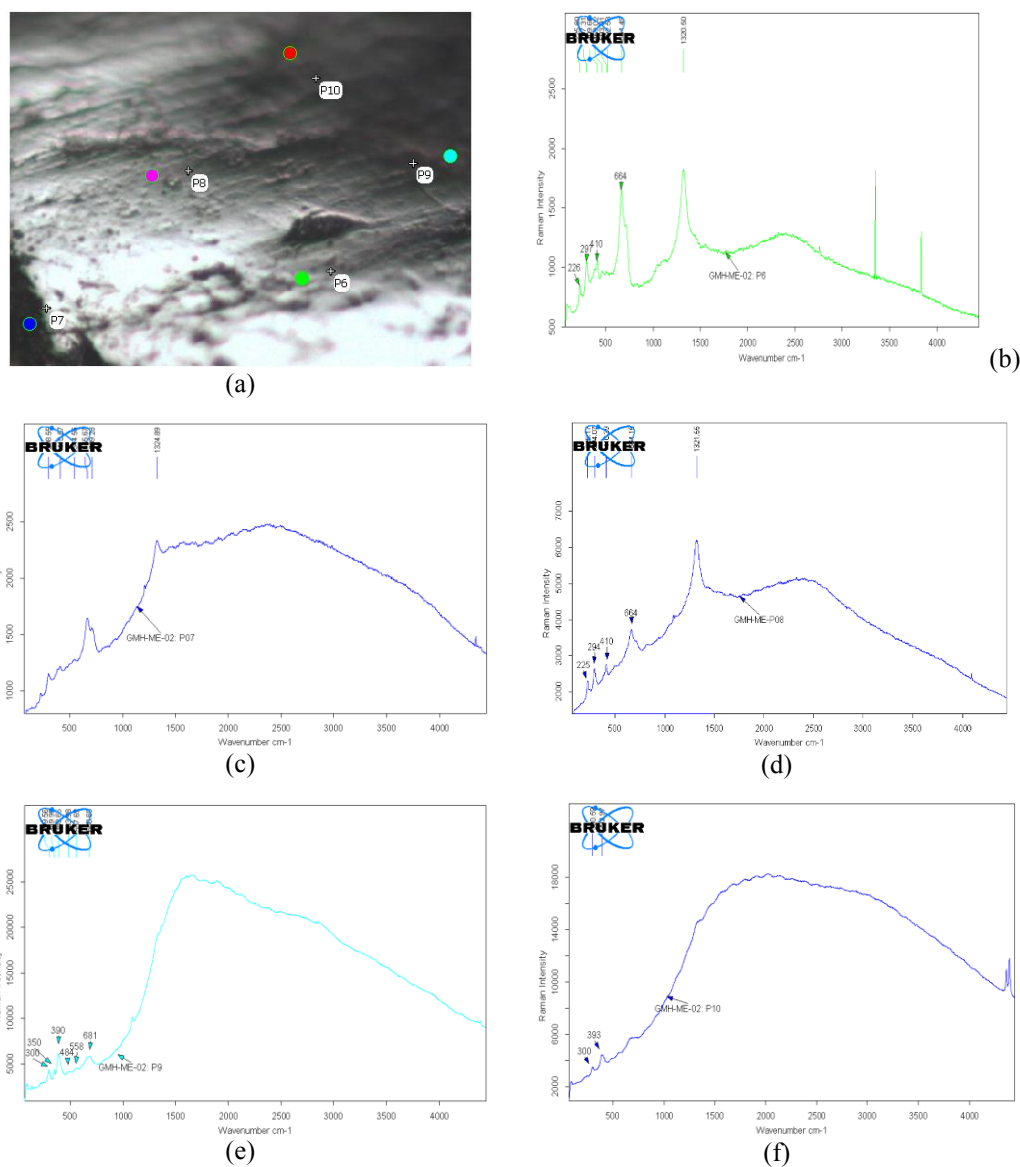 P10
P9
P8
P6
P7
(a)
BRUKER
1320.60
Raman Intensity
2500
2000
1500
1000
500
226
297
410
664
GMH-ME-02: P6
500 1000 1500 2000 2500 3000 3500 4000
Wavenumber cm-1
(b)
BRUKER
1324.89
2500
2000
1500
1000
GMH-ME-02: P07
500 1000 1500 2000 2500 3000 3500 4000
Wavenumber cm-1
(c)
BRUKER
1321.55
Raman Intensity
7000
6000
5000
4000
3000
2000
225
294
410
664
GMH-ME-P08
500 1000 1500 2000 2500 3000 3500 4000
Wavenumber cm-1
(d)
BRUKER
Raman Intensity
25000
20000
15000
10000
5000
300
350
390
484
558
681
GMH-ME-02: P9
500 1000 1500 2000 2500 3000 3500 4000
Wavenumber cm-1
(e)
BRUKER
Raman Intensity
18000
14000
10000
6000
2000
300
393
GMH-ME-02: P10
500 1000 1500 2000 2500 3000 3500 4000
Wavenumber cm-1
(f)